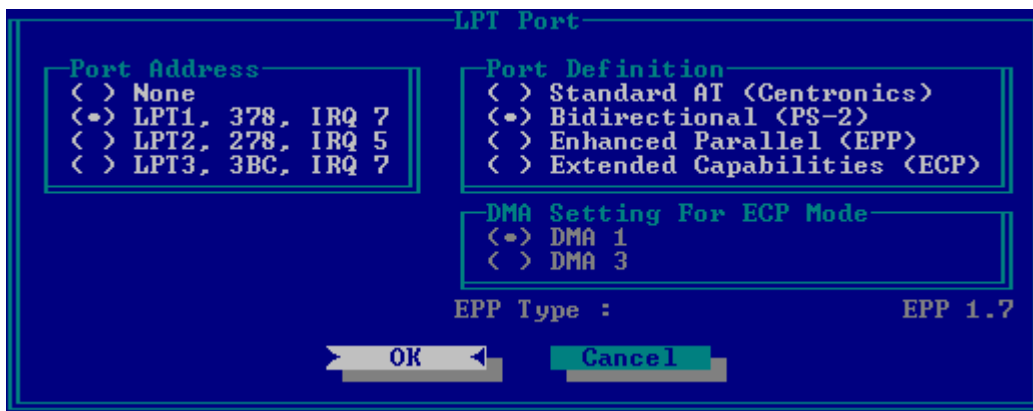 LPT Port
Port Address
( ) None
(•) LPT1, 378, IRQ 7
( ) LPT2, 278, IRQ 5
( ) LPT3, 3BC, IRQ 7
Port Definition
( ) Standard AT (Centronics)
(•) Bidirectional (PS-2)
( ) Enhanced Parallel (EPP)
( ) Extended Capabilities (ECP)
DMA Setting For ECP Mode
(•) DMA 1
( ) DMA 3
EPP Type : EPP 1.7
OK Cancel